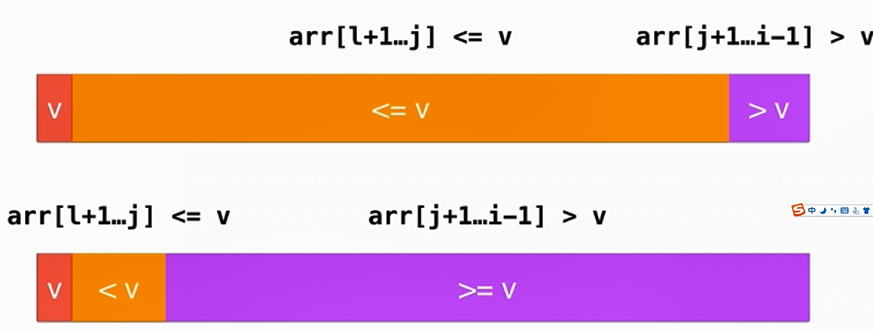 arr[l+1…j] <= v arr[j+1…i-1] > v
v <= v > v
arr[l+1…j] <= v arr[j+1…i-1] > v
中
v < v >= v